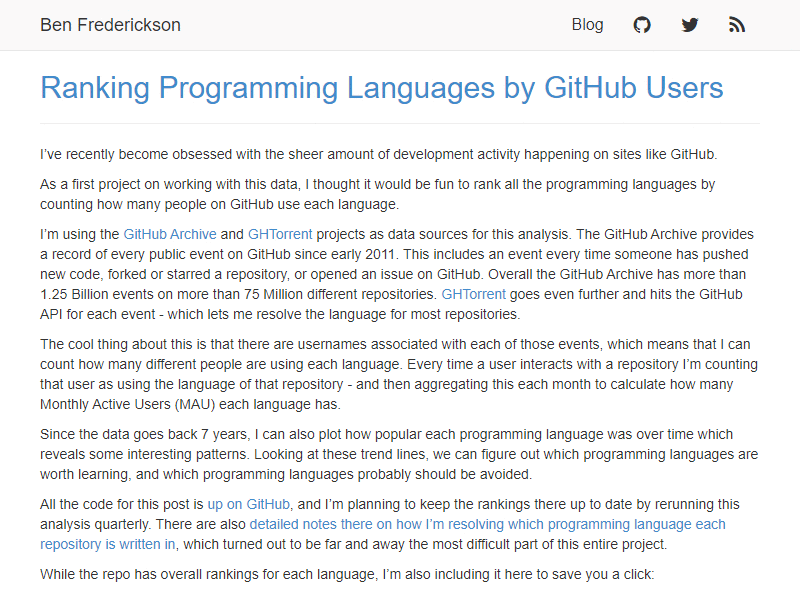 Ben Frederickson
Blog
Ranking Programming Languages by GitHub Users
I've recently become obsessed with the sheer amount of development activity happening on sites like GitHub.
As a first project on working with this data, I thought it would be fun to rank all the programming languages by
counting how many people on GitHub use each language.
I'm using the GitHub Archive and GHTorrent projects as data sources for this analysis. The GitHub Archive provides
a record of every public event on GitHub since early 2011. This includes an event every time someone has pushed
new code, forked or starred a repository, or opened an issue on GitHub. Overall the GitHub Archive has more than
1.25 Billion events on more than 75 Million different repositories. GHTorrent goes even further and hits the GitHub
API for each event - which lets me resolve the language for most repositories.
The cool thing about this is that there are usernames associated with each of those events, which means that I can
count how many different people are using each language. Every time a user interacts with a repository I'm counting
that user as using the language of that repository - and then aggregating this each month to calculate how many
Monthly Active Users (MAU) each language has.
Since the data goes back 7 years, I can also plot how popular each programming language was over time which
reveals some interesting patterns. Looking at these trend lines, we can figure out which programming languages are
worth learning, and which programming languages probably should be avoided.
All the code for this post is up on GitHub, and I'm planning to keep the rankings there up to date by rerunning this
analysis quarterly. There are also detailed notes there on how I'm resolving which programming language each
repository is written in, which turned out to be far and away the most difficult part of this entire project.
While the repo has overall rankings for each language, I'm also including it here to save you a click: